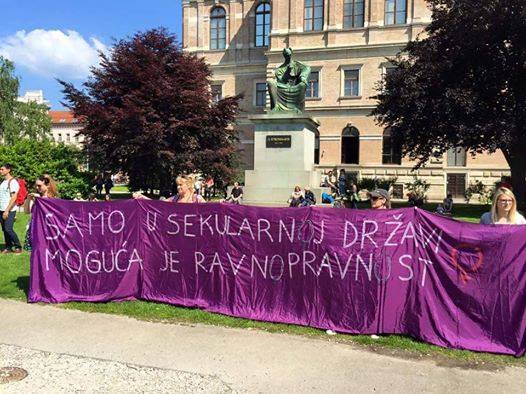 SAMO U SEKULARNOJ DRŽAVI
MOGUĆA JE RAVNOPRAVNOST